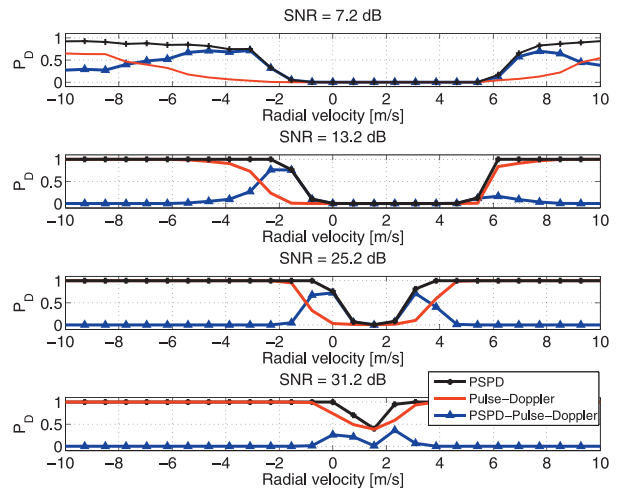 SNR = 7.2 dB
P_D
1
0.5
0
−10 −8 −6 −4 −2 0 2 4 6 8 10
Radial velocity [m/s]
SNR = 13.2 dB
P_D
1
0.5
0
−10 −8 −6 −4 −2 0 2 4 6 8 10
Radial velocity [m/s]
SNR = 25.2 dB
P_D
1
0.5
0
−10 −8 −6 −4 −2 0 2 4 6 8 10
Radial velocity [m/s]
SNR = 31.2 dB
PSPD
Pulse−Doppler
PSPD−Pulse−Doppler
P_D
1
0.5
0
−10 −8 −6 −4 −2 0 2 4 6 8 10
Radial velocity [m/s]